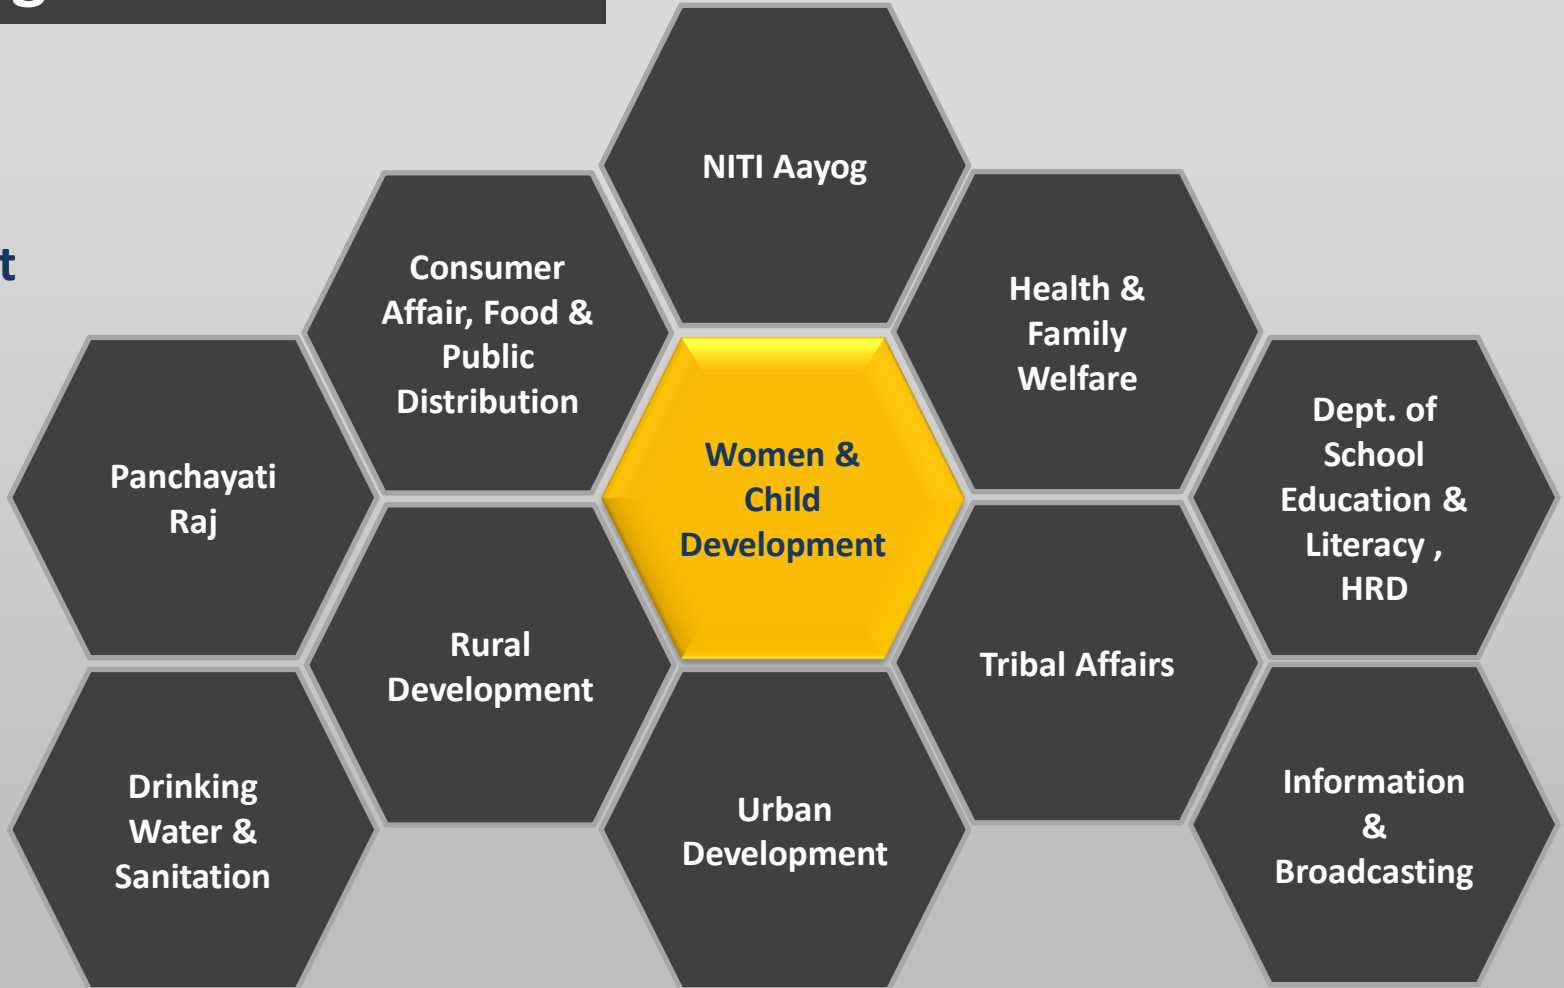 g
t
NITI Aayog
Consumer
Affair, Food &
Public
Distribution
Health &
Family
Welfare
Panchayati
Raj
Women &
Child
Development
Dept. of
School
Education &
Literacy ,
HRD
Rural
Development
Tribal Affairs
Drinking
Water &
Sanitation
Urban
Development
Information
&
Broadcasting